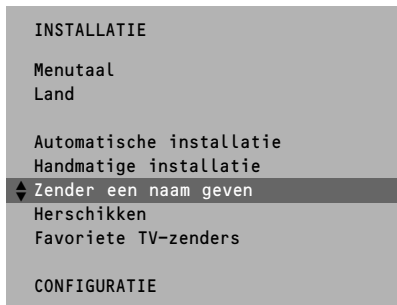 INSTALLATIE
Menutaal
Land
Automatische installatie
Handmatige installatie
Zender een naam geven
Herschikken
Favoriete TV-zenders
CONFIGURATIE